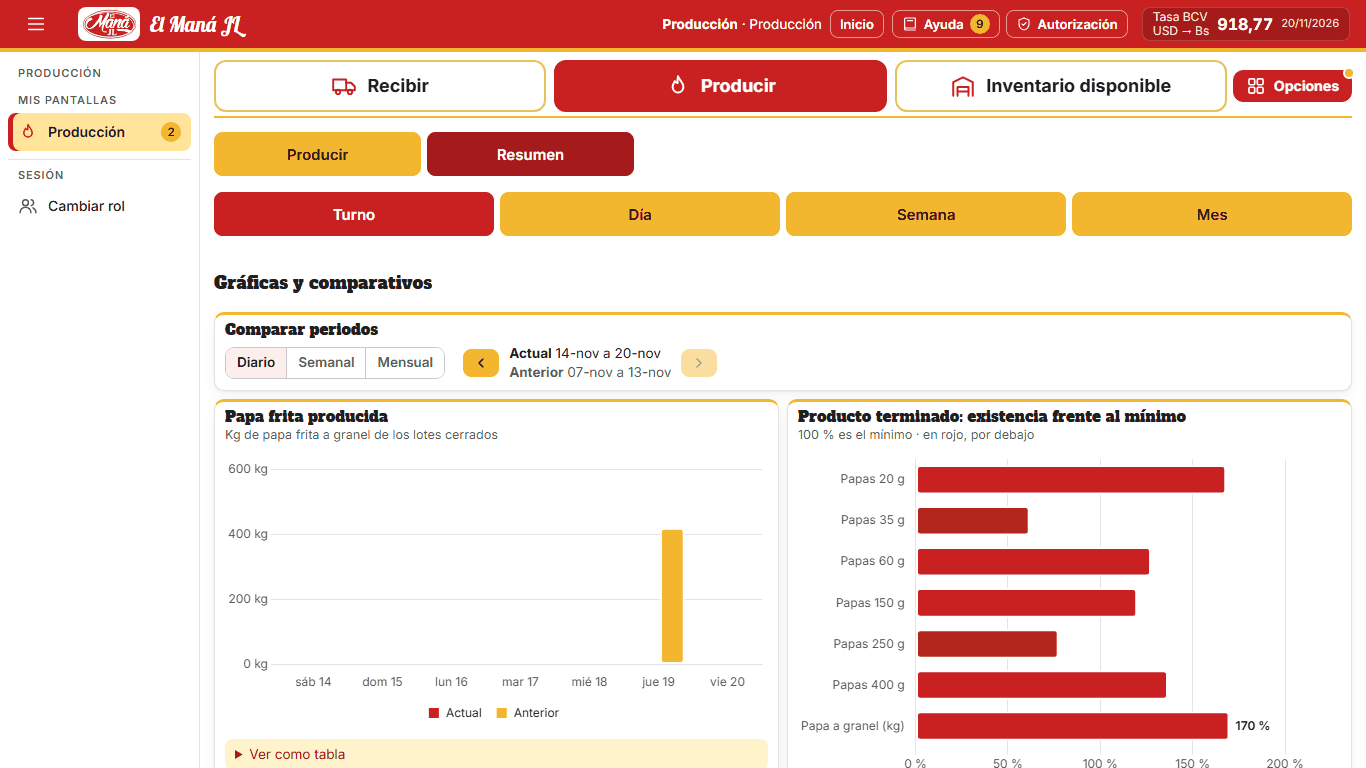 El Maná JL
El Maná JL
Producción · Producción
Inicio
Ayuda 9
Autorización
Tasa BCV
USD → Bs
918,77
20/11/2026
PRODUCCIÓN
MIS PANTALLAS
Producción 2
SESIÓN
Cambiar rol
Recibir
Producir
Inventario disponible
Opciones
Producir
Resumen
Turno
Día
Semana
Mes
Gráficas y comparativos
Comparar periodos
Diario
Semanal
Mensual
Actual 14-nov a 20-nov
Anterior 07-nov a 13-nov
Papa frita producida
Kg de papa frita a granel de los lotes cerrados
600 kg
400 kg
200 kg
0 kg
sáb 14
dom 15
lun 16
mar 17
mié 18
jue 19
vie 20
Actual
Anterior
Ver como tabla
Producto terminado: existencia frente al mínimo
100 % es el mínimo · en rojo, por debajo
Papas 20 g
Papas 35 g
Papas 60 g
Papas 150 g
Papas 250 g
Papas 400 g
Papa a granel (kg)
170 %
0 %
50 %
100 %
150 %
200 %